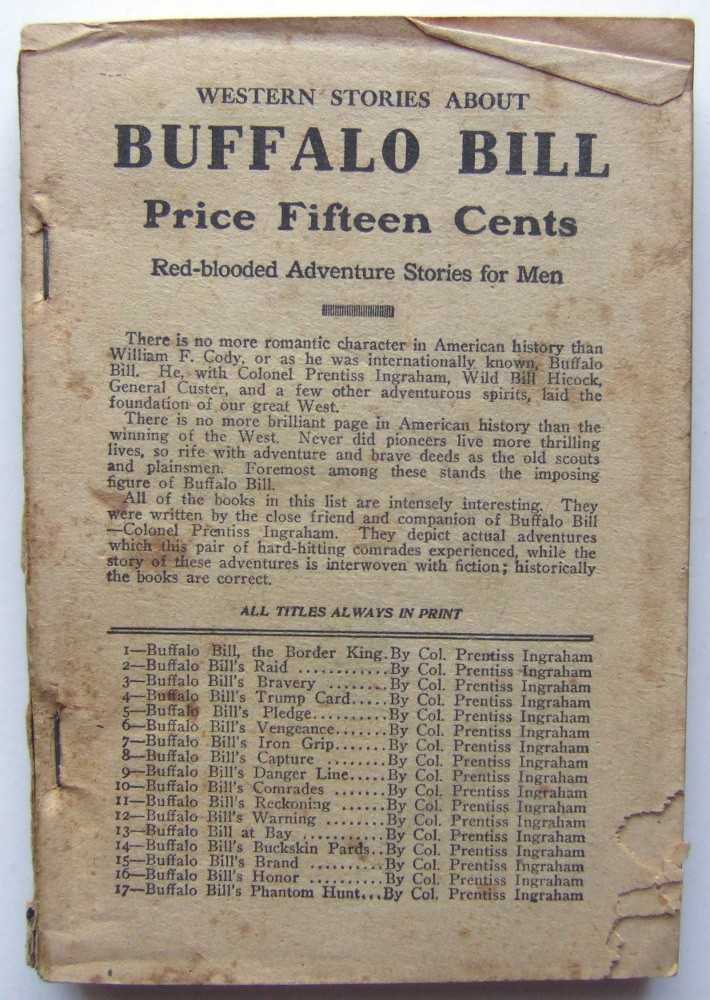 WESTERN STORIES ABOUT
BUFFALO BILL
Price Fifteen Cents
Red-blooded Adventure Stories for Men
There is no more romantic character in American history than
William F. Cody, or as he was internationally known, Buffalo
Bill. He, with Colonel Prentiss Ingraham, Wild Bill Hicock,
General Custer, and a few other adventurous spirits, laid the
foundation of our great West.
There is no more brilliant page in American history than the
winning of the West. Never did pioneers live more thrilling
lives, so rife with adventure and brave deeds as the old scouts
and plainsmen. Foremost among these stands the imposing
figure of Buffalo Bill.
All of the books in this list are intensely interesting. They
were written by the close friend and companion of Buffalo Bill
—Colonel Prentiss Ingraham. They depict actual adventures
which this pair of hard-hitting comrades experienced, while the
story of these adventures is interwoven with fiction; historically
the books are correct.
ALL TITLES ALWAYS IN PRINT
1—Buffalo Bill, the Border King.By Col. Prentiss Ingraham
2—Buffalo Bill's Raid ............By Col. Prentiss Ingraham
3—Buffalo Bill's Bravery ........By Col. Prentiss Ingraham
4—Buffalo Bill's Trump Card.....By Col. Prentiss Ingraham
5—Buffalo Bill's Pledge..........By Col. Prentiss Ingraham
6—Buffalo Bill's Vengeance.......By Col. Prentiss Ingraham
7—Buffalo Bill's Iron Grip.......By Col. Prentiss Ingraham
8—Buffalo Bill's Capture ........By Col. Prentiss Ingraham
9—Buffalo Bill's Danger Line.....By Col. Prentiss Ingraham
10—Buffalo Bill's Comrades .......By Col. Prentiss Ingraham
11—Buffalo Bill's Reckoning ......By Col. Prentiss Ingraham
12—Buffalo Bill's Warning ........By Col. Prentiss Ingraham
13—Buffalo Bill at Bay ...........By Col. Prentiss Ingraham
14—Buffalo Bill's Buckskin Pards..By Col. Prentiss Ingraham
15—Buffalo Bill's Brand ..........By Col. Prentiss Ingraham
16—Buffalo Bill's Honor ..........By Col. Prentiss Ingraham
17—Buffalo Bill's Phantom Hunt...By Col. Prentiss Ingraham